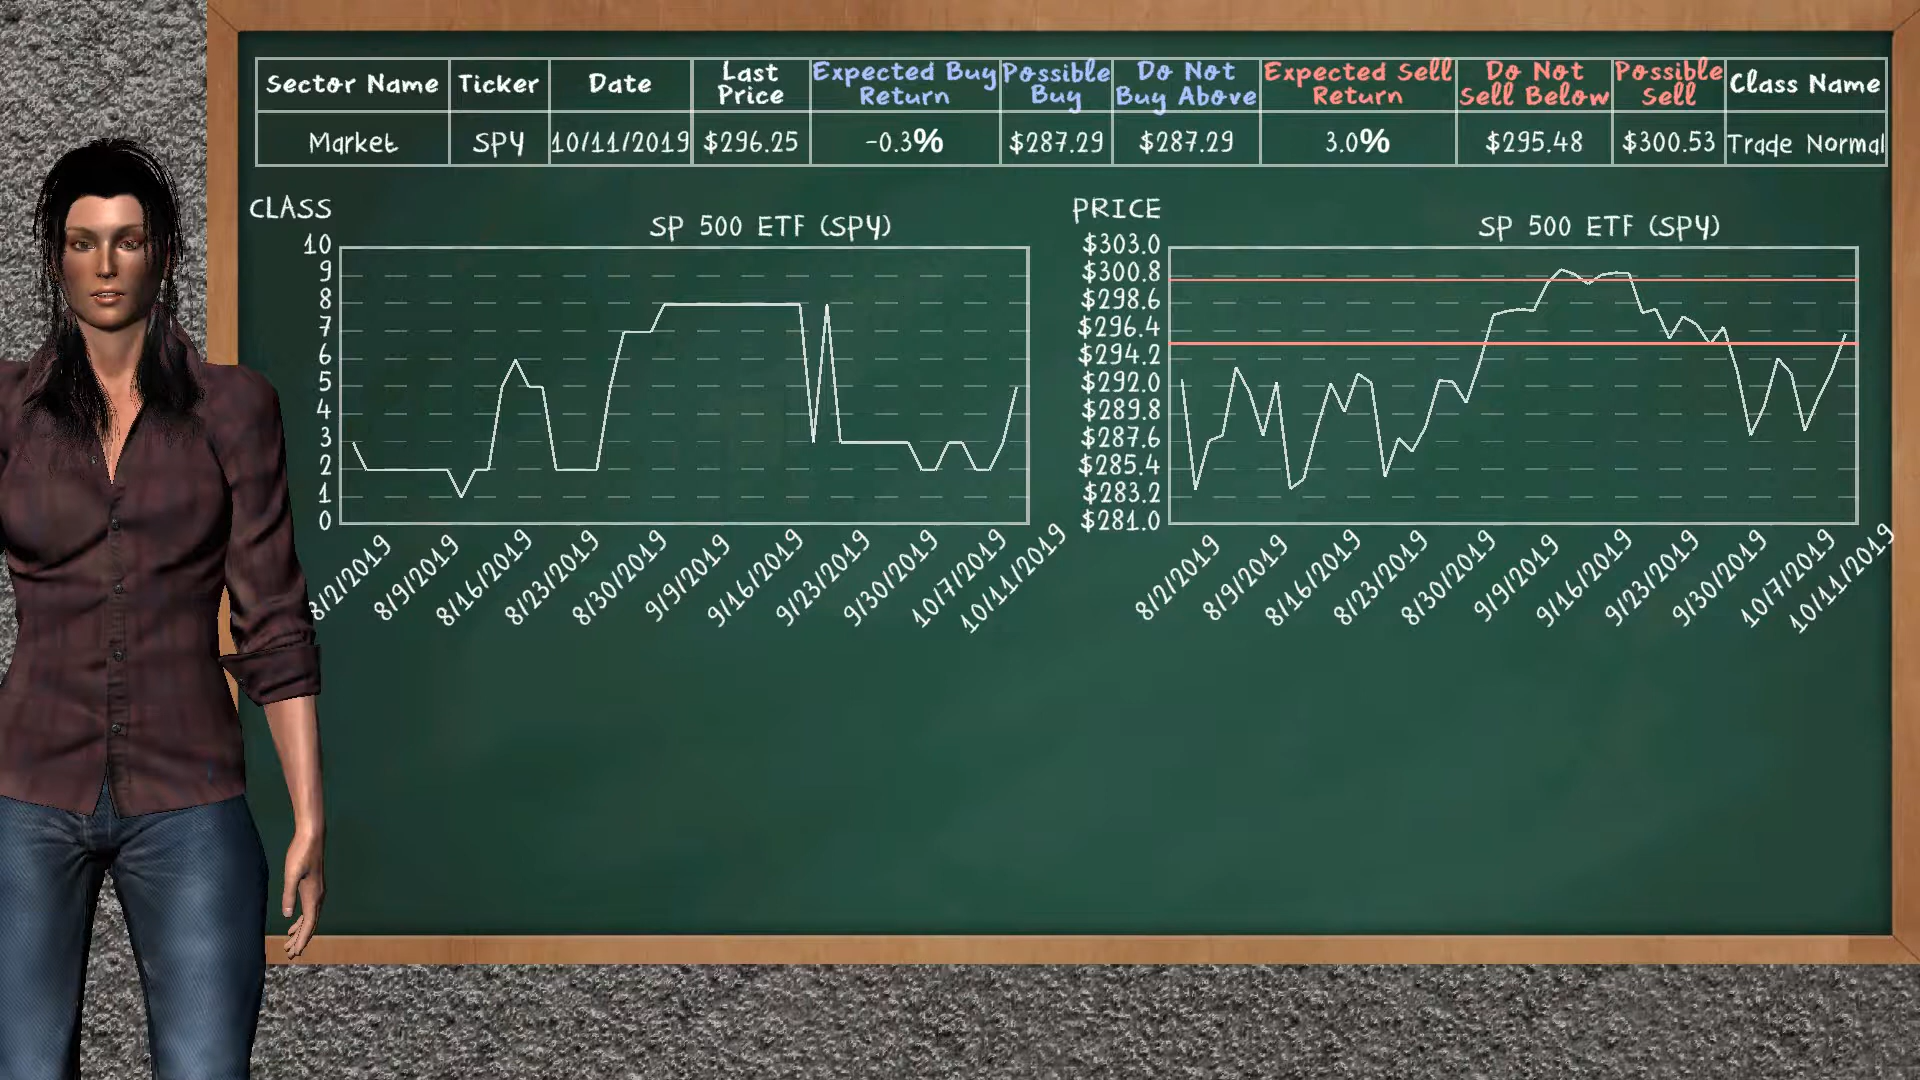 Sector Name Ticker Date Last Price Expected Buy Return Possible Buy Do Not Buy Above Expected Sell Return Do Not Sell Below Possible Sell Class Name
Market SPY 10/11/2019 $296.25 -0.3% $287.29 $287.29 3.0% $295.48 $300.53 Trade Normal
CLASS
SP 500 ETF (SPY)
10
9
8
7
6
5
4
3
2
1
0
8/2/2019 8/9/2019 8/16/2019 8/23/2019 8/30/2019 9/9/2019 9/16/2019 9/23/2019 9/30/2019 10/7/2019 10/11/2019
PRICE
SP 500 ETF (SPY)
$303.0
$300.8
$298.6
$296.4
$294.2
$292.0
$289.8
$287.6
$285.4
$283.2
$281.0
8/2/2019 8/9/2019 8/16/2019 8/23/2019 8/30/2019 9/9/2019 9/16/2019 9/23/2019 9/30/2019 10/7/2019 10/11/2019